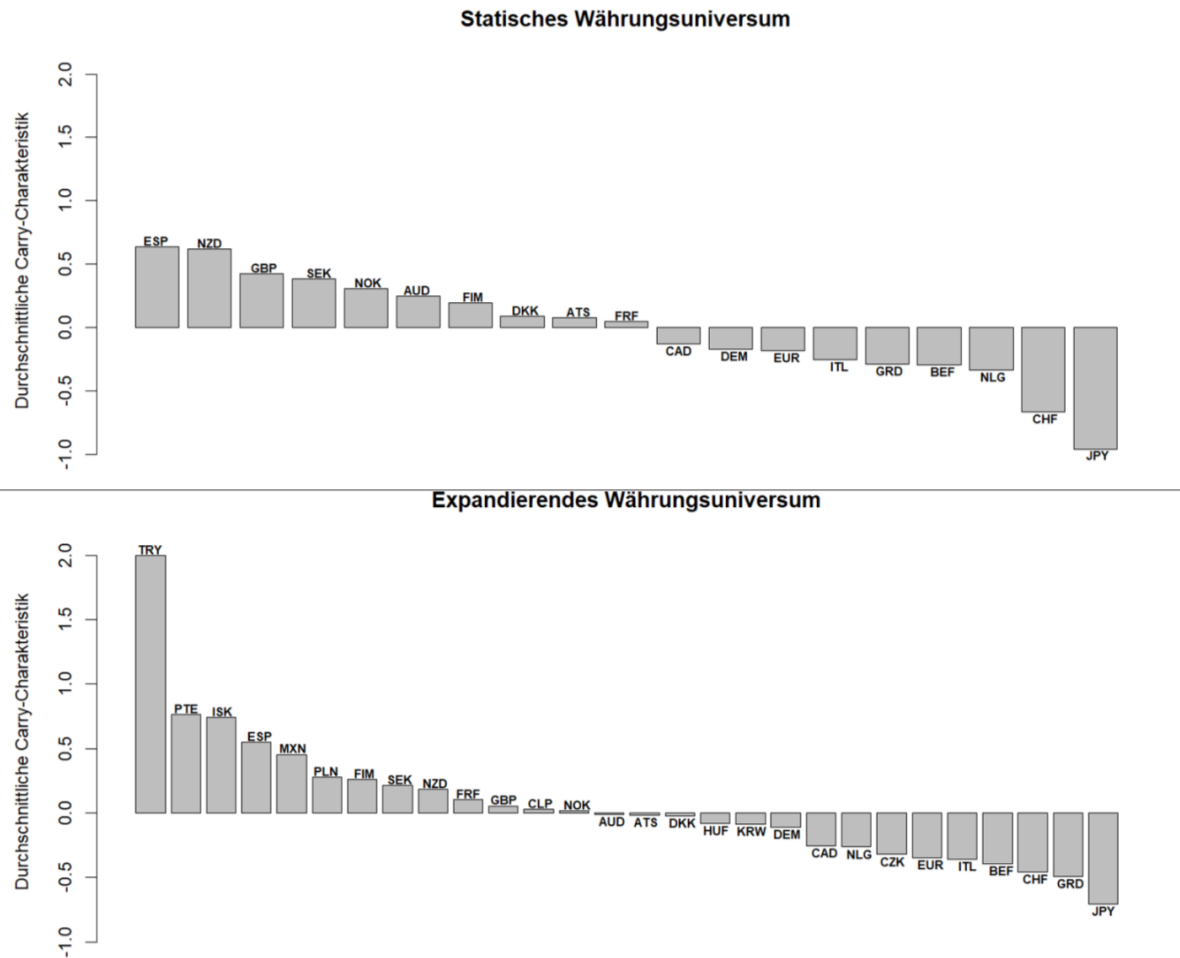 Statisches Währungsuniversum
Durchschnittliche Carry-Charakteristik
2.0
1.5
1.0
0.5
0.0
-0.5
-1.0
ESP
NZD
GBP
SEK
NOK
AUD
FIM
DKK
ATS
FRF
CAD
DEM
EUR
ITL
GRD
BEF
NLG
CHF
JPY
Expandierendes Währungsuniversum
Durchschnittliche Carry-Charakteristik
2.0
1.5
1.0
0.5
0.0
-0.5
-1.0
TRY
PTE
ISK
ESP
MXN
PLN
FIM
SEK
NZD
FRF
GBP
CLP
NOK
AUD
ATS
DKK
HUF
KRW
DEM
CAD
NLG
CZK
EUR
ITL
BEF
CHF
GRD
JPY